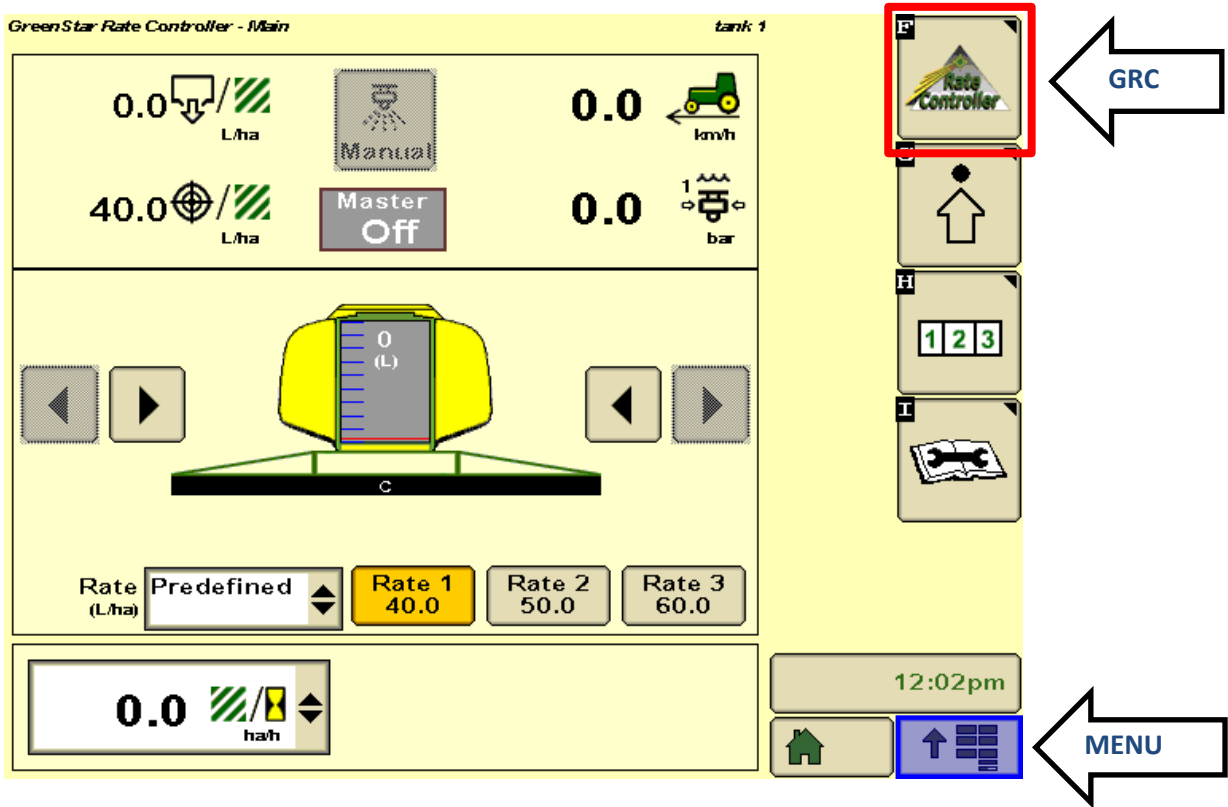 GreenStar Rate Controller - Main
tank 1
F
Rate
Controller
GRC
0.0
L/ha
Manual
0.0
km/h
40.0
L/ha
Master
Off
0.0
1
bar
H
1 2 3
0
(L)
I
C
Rate
(L/ha)
Predefined
Rate 1
40.0
Rate 2
50.0
Rate 3
60.0
0.0
ha/h
12:02pm
MENU